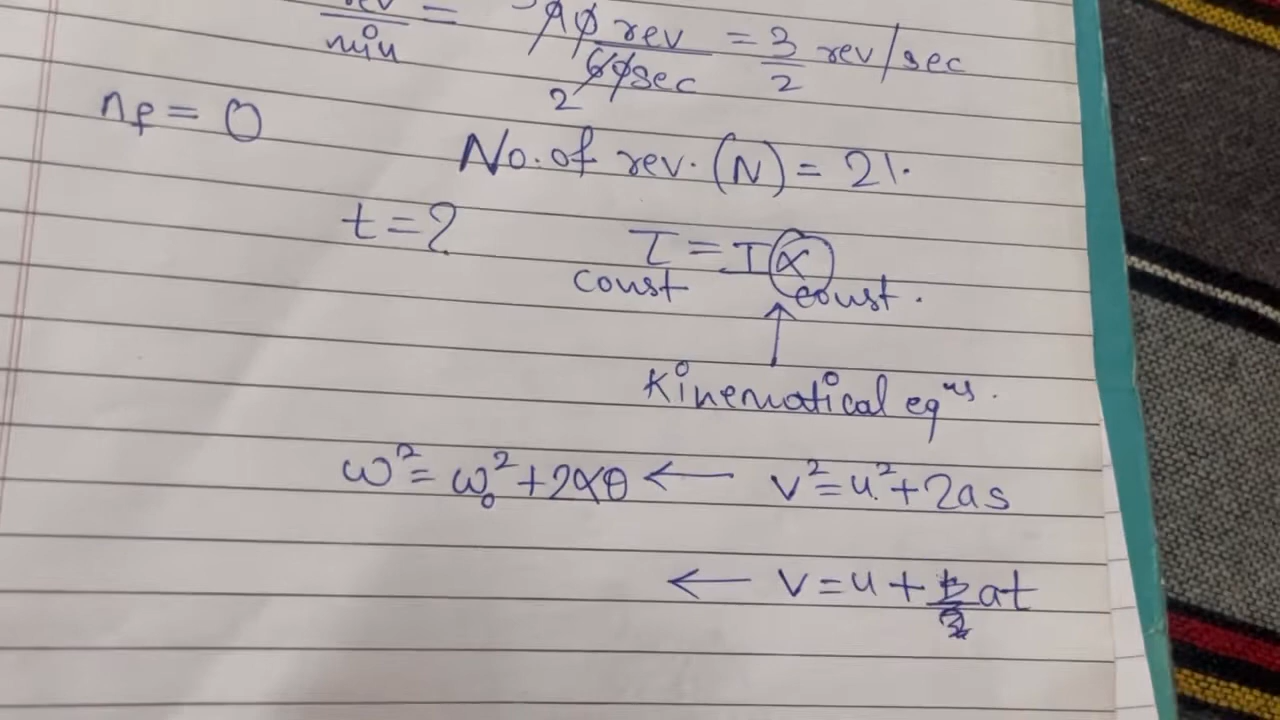 min = 90 rev / 60 sec = 3/2 rev/sec
2
nf = 0
No. of rev. (N) = 21.
t = ?
τ = Iα
const const.
↑
Kinematical eqns.
ω² = ω₀² + 2αθ ← v² = u² + 2as
← v = u + at